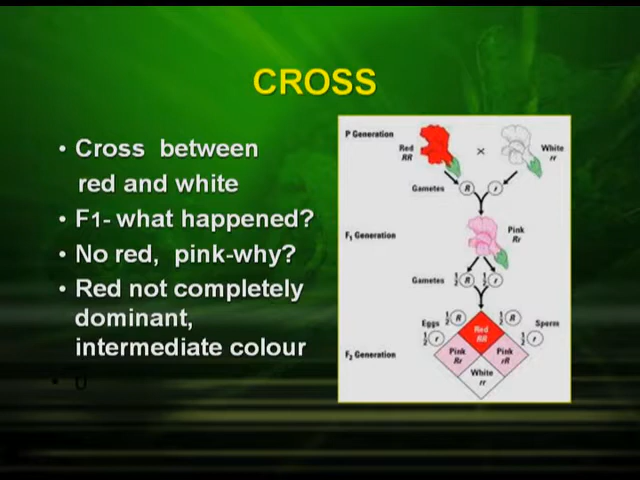 CROSS
• Cross between
red and white
• F1- what happened?
• No red, pink-why?
• Red not completely
dominant,
intermediate colour
• 0
P Generation
Red
RR
×
White
rr
Gametes
R
r
F1 Generation
Pink
Rr
Gametes
1/2 R
1/2 r
Eggs
1/2 R
1/2 R
Sperm
1/2 r
1/2 r
Red
RR
F2 Generation
Pink
Rr
Pink
rR
White
rr